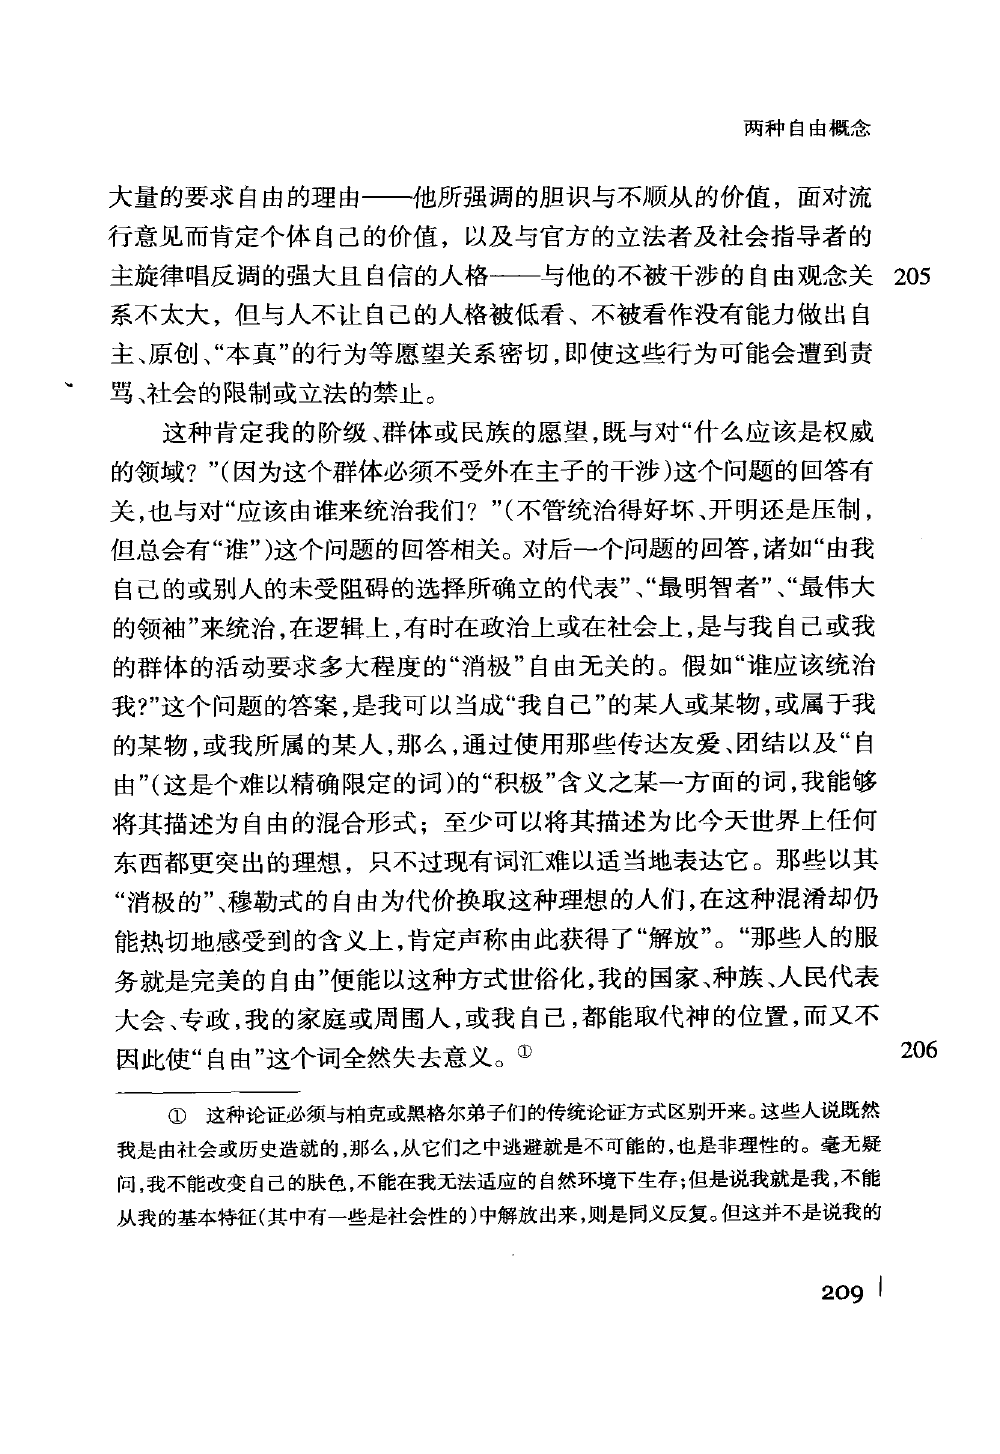 两种自由概念
大量的要求自由的理由——他所强调的胆识与不顺从的价值，面对流
行意见而肯定个体自己的价值，以及与官方的立法者及社会指导者的
主旋律唱反调的强大且自信的人格——与他的不被干涉的自由观念关 205
系不太大，但与人不让自己的人格被低看、不被看作没有能力做出自
主、原创、“本真”的行为等愿望关系密切，即使这些行为可能会遭到责
骂、社会的限制或立法的禁止。
这种肯定我的阶级、群体或民族的愿望，既与对“什么应该是权威
的领域？”（因为这个群体必须不受外在主子的干涉）这个问题的回答有
关，也与对“应该由谁来统治我们？”（不管统治得好坏、开明还是压制，
但总会有“谁”）这个问题的回答相关。对后一个问题的回答，诸如“由我
自己的或别人的未受阻碍的选择所确立的代表”、“最明智者”、“最伟大
的领袖”来统治，在逻辑上，有时在政治上或在社会上，是与我自己或我
的群体的活动要求多大程度的“消极”自由无关的。假如“谁应该统治
我？”这个问题的答案，是我可以当成“我自己”的某人或某物，或属于我
的某物，或我所属的某人，那么，通过使用那些传达友爱、团结以及“自
由”（这是个难以精确限定的词）的“积极”含义之某一方面的词，我能够
将其描述为自由的混合形式；至少可以将其描述为比今天世界上任何
东西都更突出的理想，只不过现有词汇难以适当地表达它。那些以其
“消极的”、穆勒式的自由为代价换取这种理想的人们，在这种混淆却仍
能热切地感受到的含义上，肯定声称由此获得了“解放”。“那些人的服
务就是完美的自由”便能以这种方式世俗化，我的国家、种族、人民代表
大会、专政，我的家庭或周围人，或我自己，都能取代神的位置，而又不
因此使“自由”这个词全然失去意义。① 206
① 这种论证必须与柏克或黑格尔弟子们的传统论证方式区别开来。这些人说既然
我是由社会或历史造就的，那么，从它们之中逃避就是不可能的，也是非理性的。毫无疑
问，我不能改变自己的肤色，不能在我无法适应的自然环境下生存；但是说我就是我，不能
从我的基本特征（其中有一些是社会性的）中解放出来，则是同义反复。但这并不是说我的
209